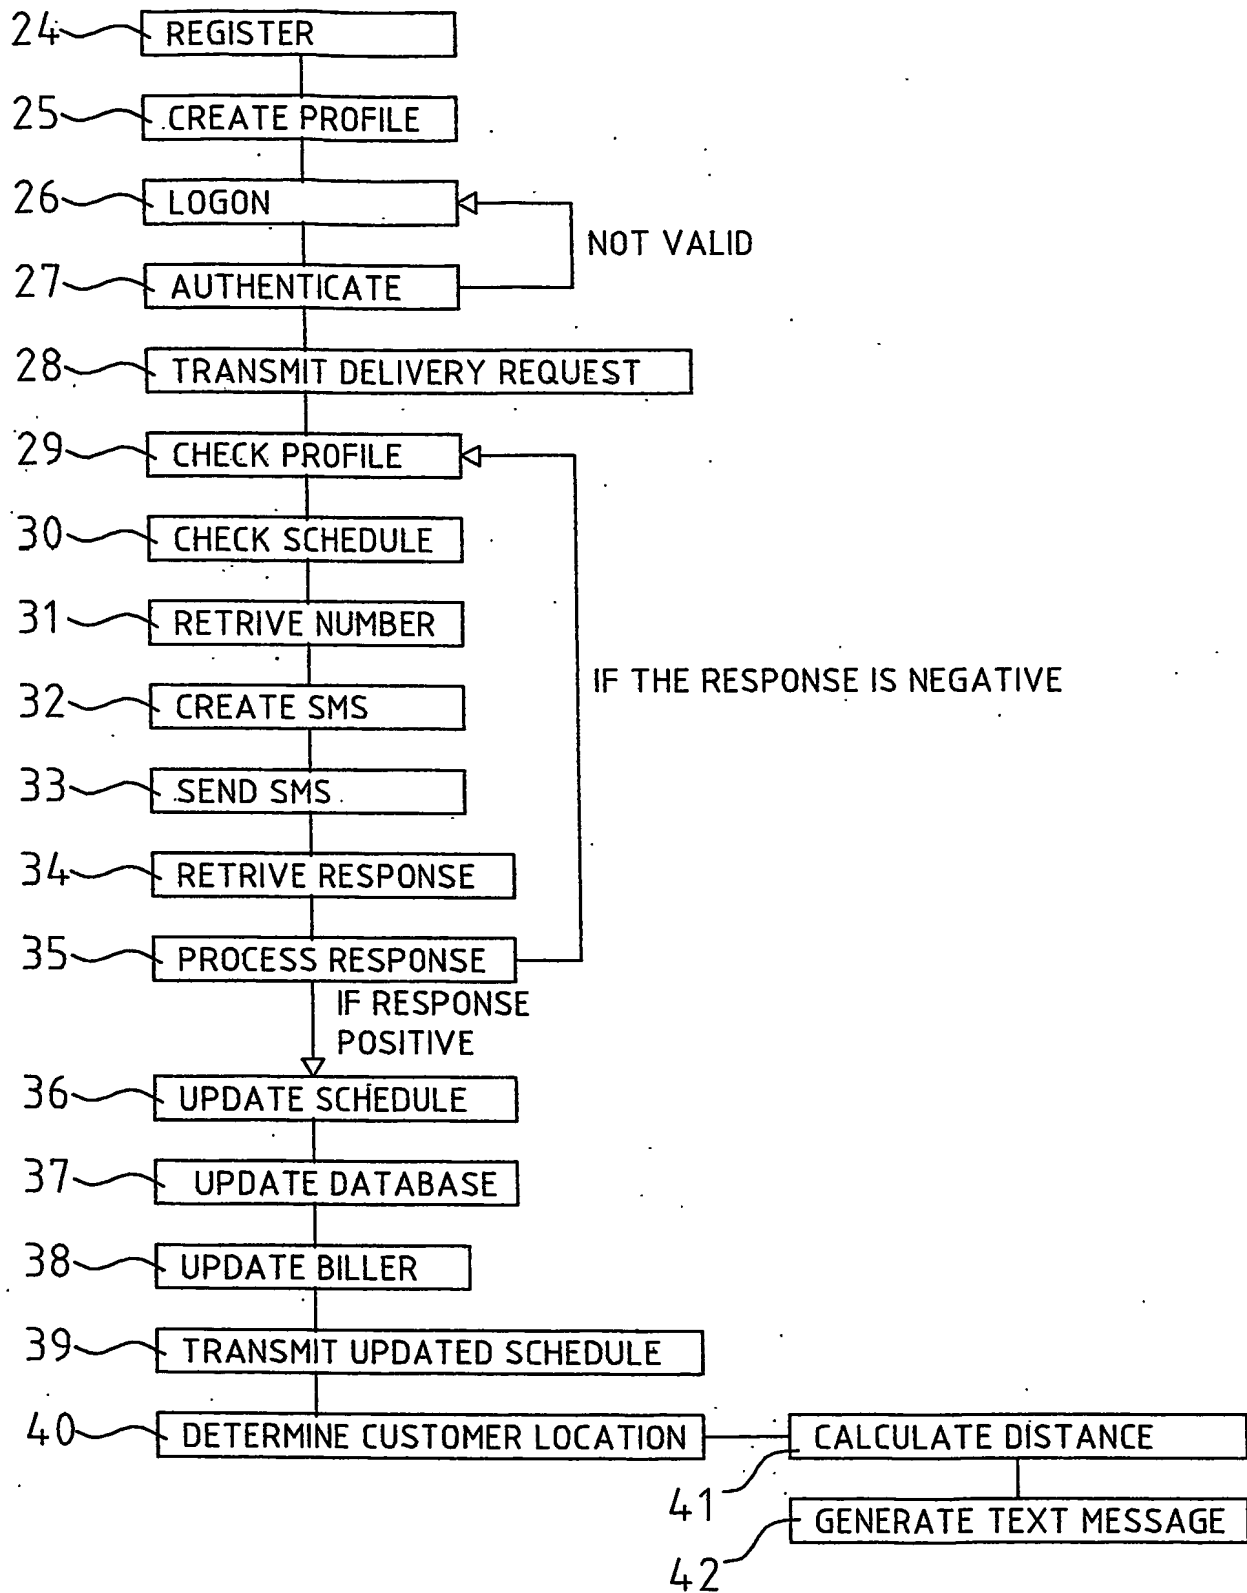 24 REGISTER
25 CREATE PROFILE
26 LOGON
NOT VALID
27 AUTHENTICATE
28 TRANSMIT DELIVERY REQUEST
29 CHECK PROFILE
30 CHECK SCHEDULE
31 RETRIVE NUMBER
IF THE RESPONSE IS NEGATIVE
32 CREATE SMS
33 SEND SMS
34 RETRIVE RESPONSE
35 PROCESS RESPONSE
IF RESPONSE
POSITIVE
36 UPDATE SCHEDULE
37 UPDATE DATABASE
38 UPDATE BILLER
39 TRANSMIT UPDATED SCHEDULE
40 DETERMINE CUSTOMER LOCATION
CALCULATE DISTANCE
41
GENERATE TEXT MESSAGE
42